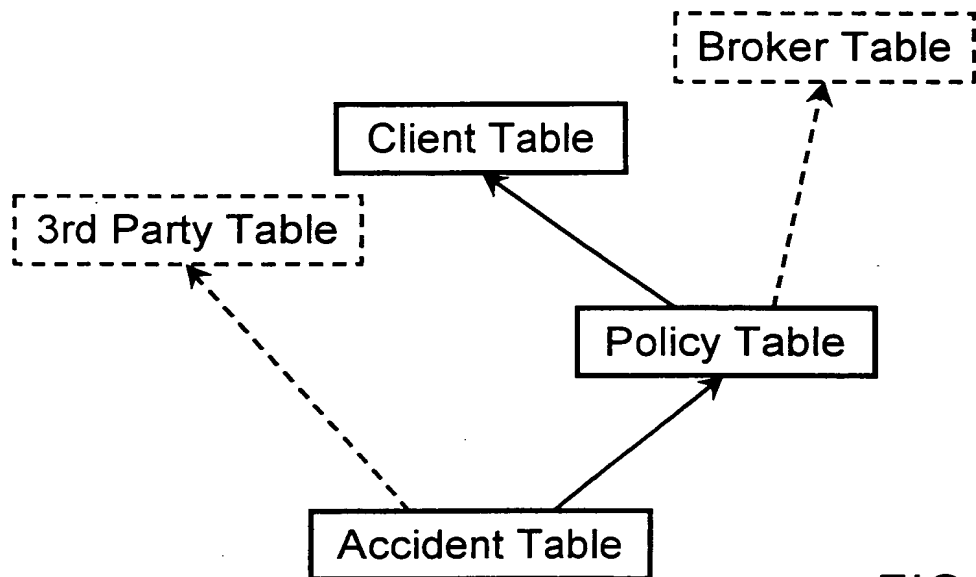 Broker Table
Client Table
3rd Party Table
Policy Table
Accident Table